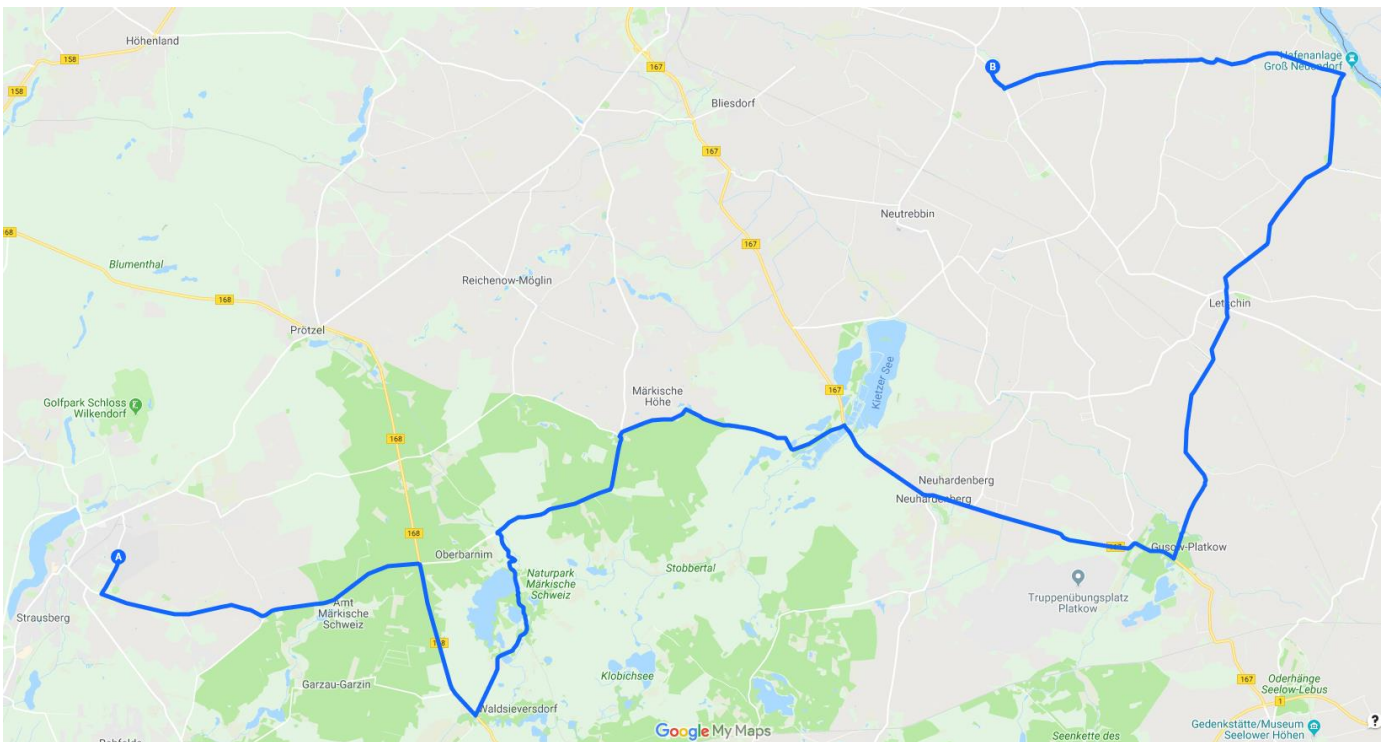 Höhenland
158
158
167
Bliesdorf
167
B
Hafenanlage
Groß Neuendorf
Neutrebbin
167
Blumenthal
168
Reichenow-Möglin
Prötzel
Letschin
Golfpark Schloss
Wilkendorf
Märkische
Höhe
167
Kietzer See
168
Neuhardenberg
Neuhardenberg
168
A
Oberbarnim
Gusow-Platkow
Naturpark
Märkische
Schweiz
Stobbertal
Truppenübungsplatz
Platkow
Strausberg
Amt
Märkische
Schweiz
Garzau-Garzin
Klobichsee
167
Oderhänge
Seelow-Lebus
1
Waldsieversdorf
Google My Maps
Seenkette des
Gedenkstätte/Museum
Seelower Höhen
?